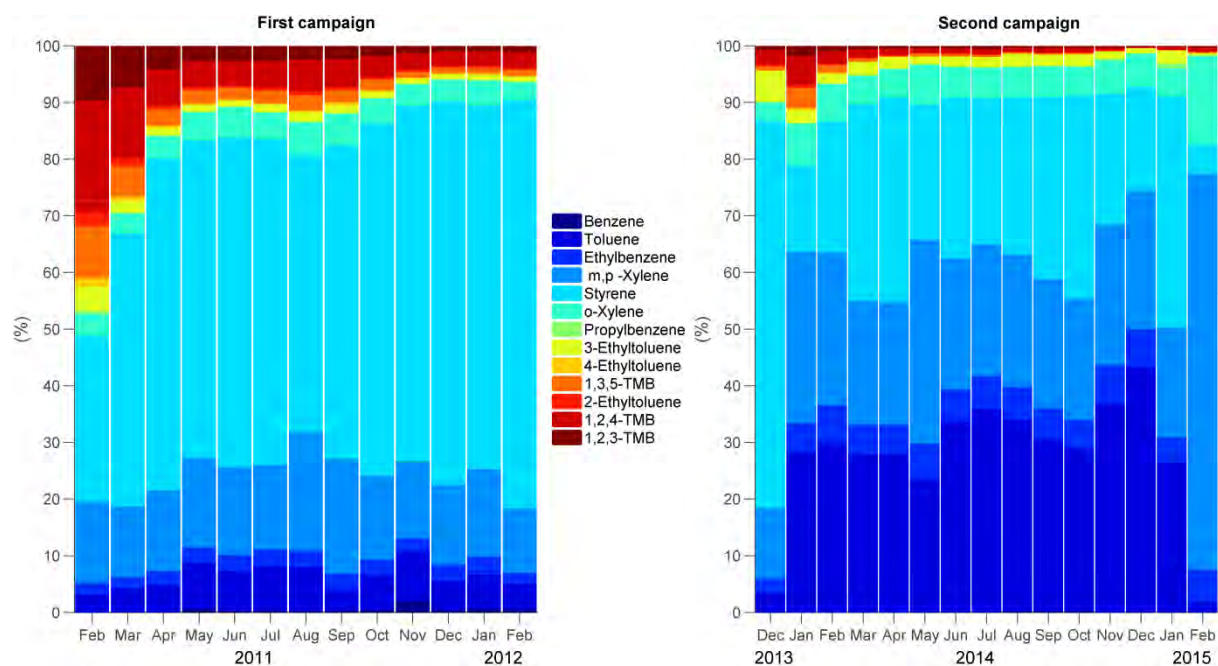 First campaign
Second campaign
(%)
100
90
80
70
60
50
40
30
20
10
0
Feb Mar Apr May Jun Jul Aug Sep Oct Nov Dec Jan Feb
2011 2012
Benzene
Toluene
Ethylbenzene
m,p -Xylene
Styrene
o-Xylene
Propylbenzene
3-Ethyltoluene
4-Ethyltoluene
1,3,5-TMB
2-Ethyltoluene
1,2,4-TMB
1,2,3-TMB
(%)
100
90
80
70
60
50
40
30
20
10
0
Dec Jan Feb Mar Apr May Jun Jul Aug Sep Oct Nov Dec Jan Feb
2013 2014 2015